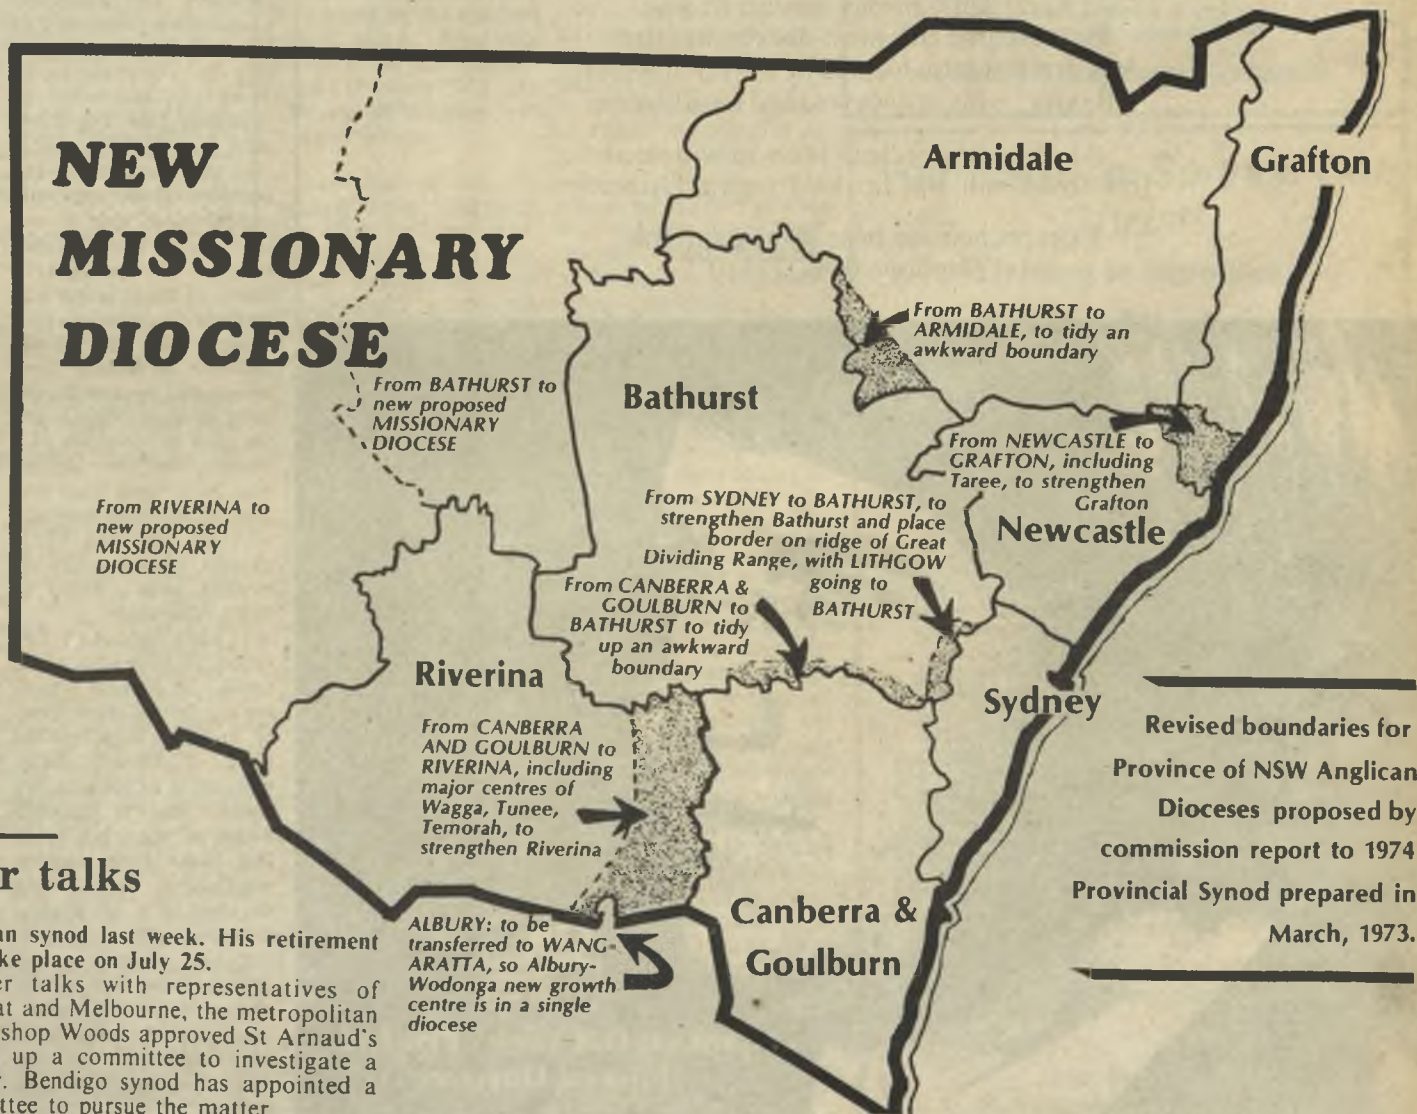 NEW
MISSIONARY
DIOCESE
Armidale
Grafton
From BATHURST to
ARMIDALE, to tidy an
awkward boundary
From BATHURST to
new proposed
MISSIONARY
DIOCESE
Bathurst
From NEWCASTLE to
GRAFTON, including
Taree, to strengthen
Grafton
Newcastle
From RIVERINA to
new proposed
MISSIONARY
DIOCESE
From SYDNEY to BATHURST, to
strengthen Bathurst and place
border on ridge of Great
Dividing Range, with LITHGOW
going to
BATHURST
From CANBERRA &
GOULBURN to
BATHURST to tidy
up an awkward
boundary
Riverina
Sydney
From CANBERRA
AND GOULBURN to
RIVERINA, including
major centres of
Wagga, Tunee,
Temorah, to
strengthen Riverina
Revised boundaries for
Province of NSW Anglican
Dioceses proposed by
commission report to 1974
Provincial Synod prepared in
March, 1973.
Canberra &
Goulburn
ALBURY: to be
transferred to WANG-
ARATTA, so Albury-
Wodonga new growth
centre is in a single
diocese
r talks
an synod last week. His retirement
ke place on July 25.
er talks with representatives of
at and Melbourne, the metropolitan
shop Woods approved St Arnaud's
up a committee to investigate a
r. Bendigo synod has appointed a
ttee to pursue the matter